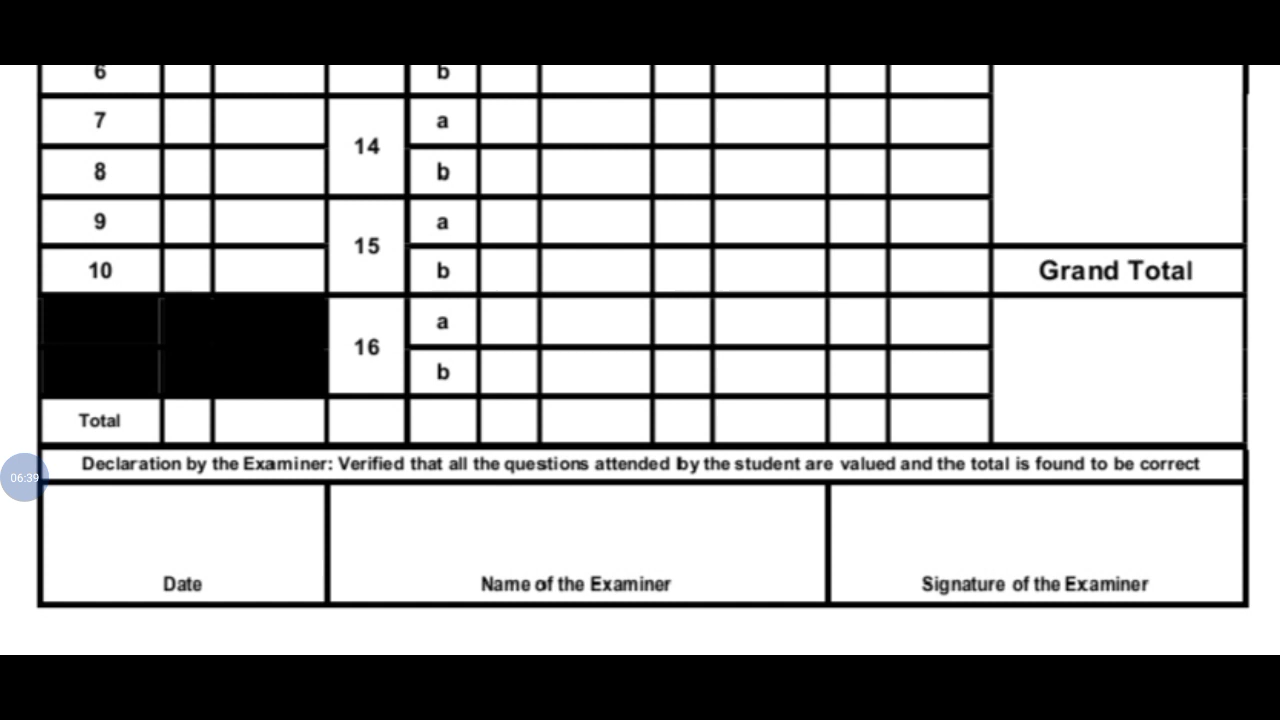 6 b
7 a
14
8 b
9 a
15
10 b Grand Total
a
16
b
Total
Declaration by the Examiner: Verified that all the questions attended by the student are valued and the total is found to be correct
06:39
Date Name of the Examiner Signature of the Examiner